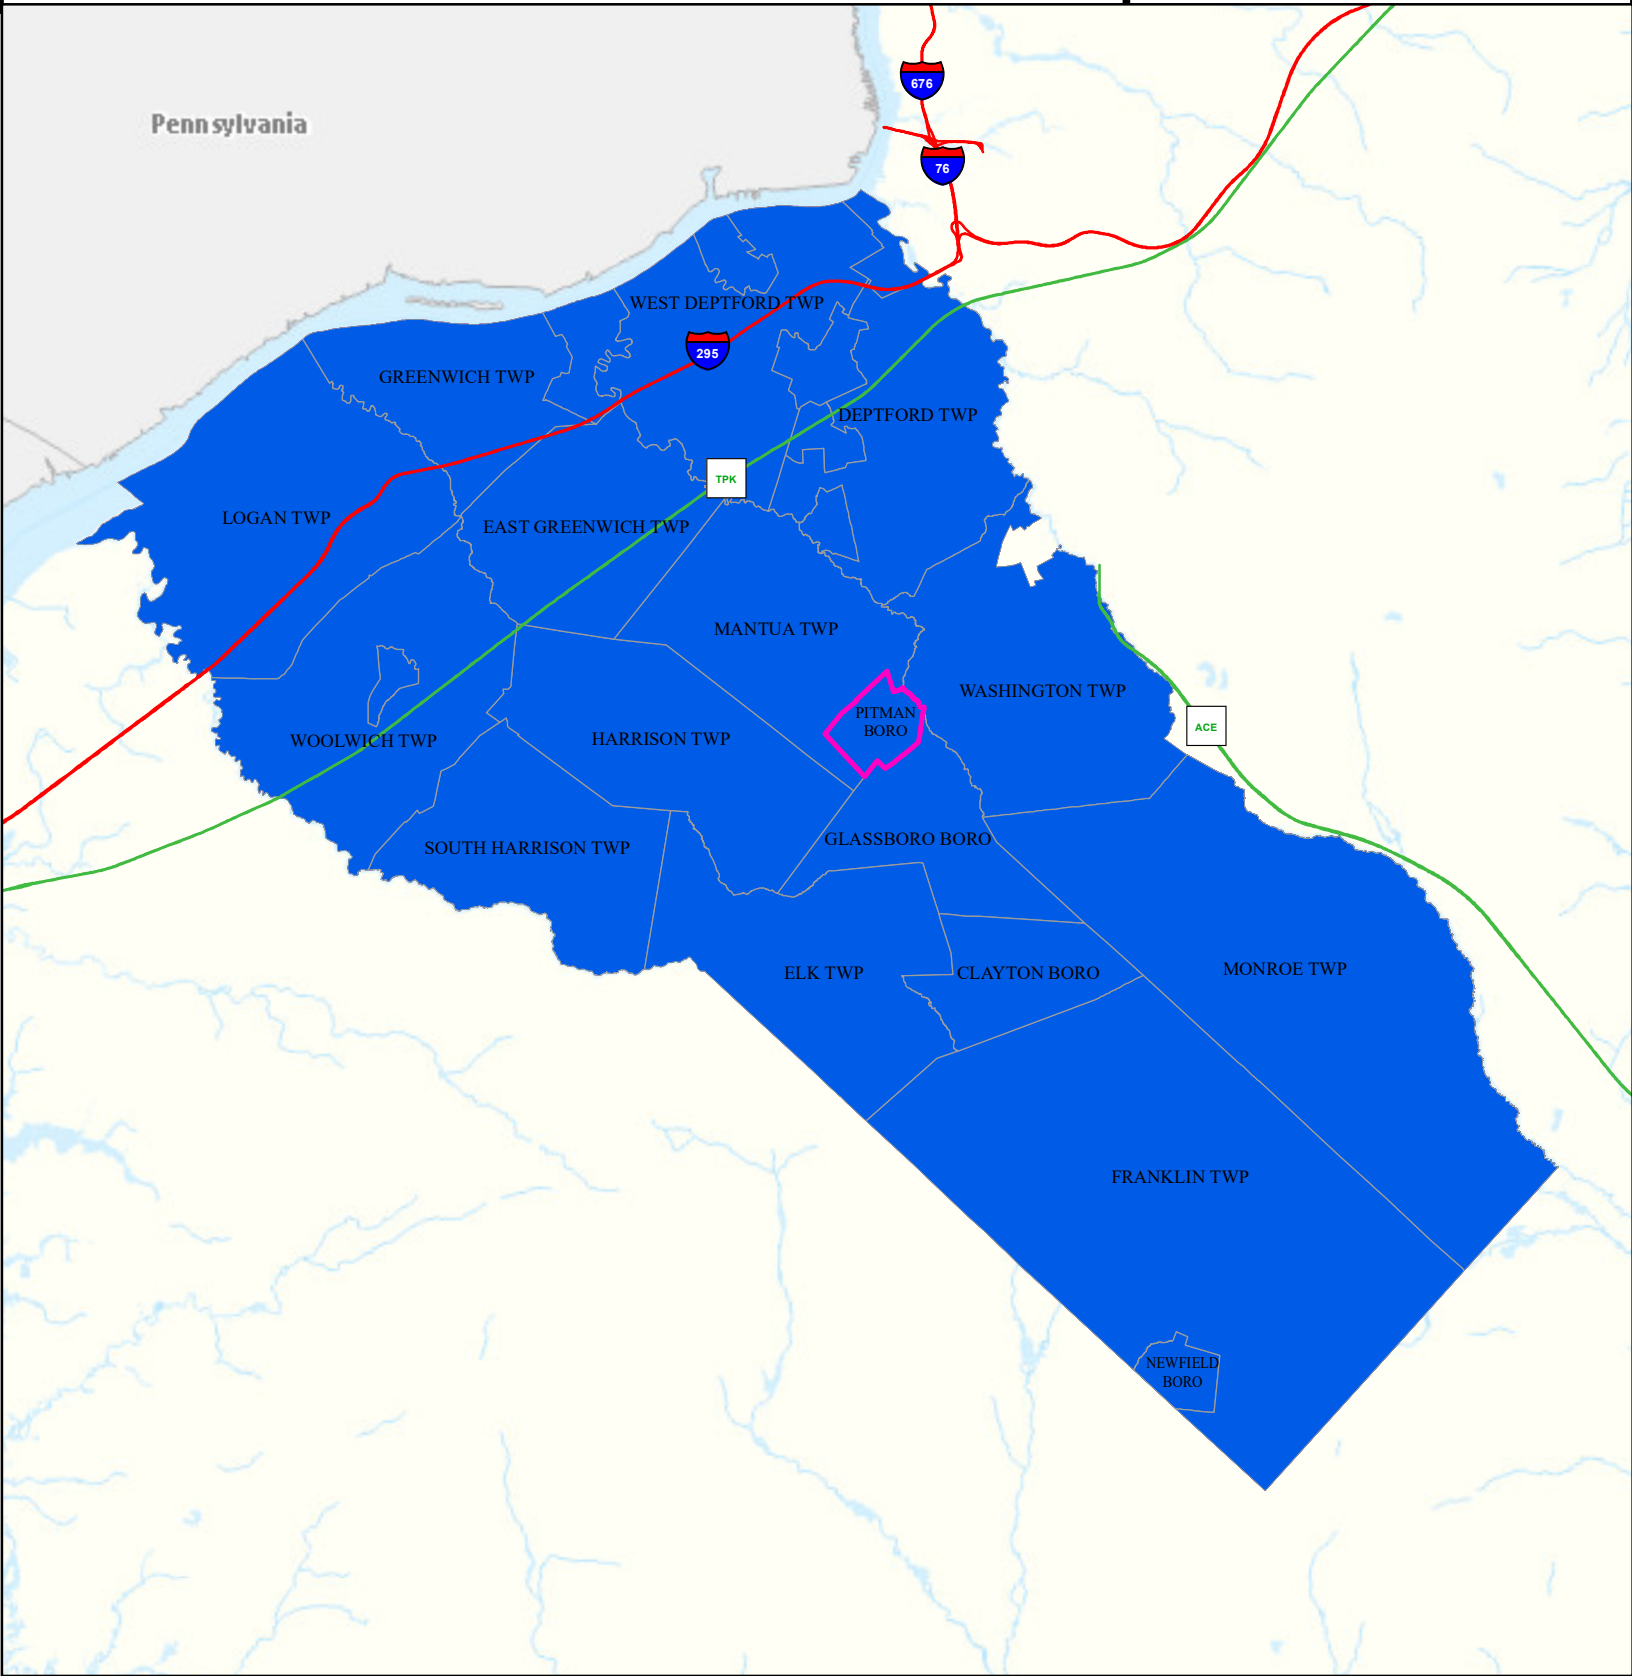 676
Pennsylvania
76
WEST DEPTFORD TWP
295
GREENWICH TWP
DEPTFORD TWP
TPK
LOGAN TWP
EAST GREENWICH TWP
MANTUA TWP
WASHINGTON TWP
PITMAN
BORO
ACE
WOOLWICH TWP
HARRISON TWP
GLASSBORO BORO
SOUTH HARRISON TWP
ELK TWP
CLAYTON BORO
MONROE TWP
FRANKLIN TWP
NEWFIELD
BORO